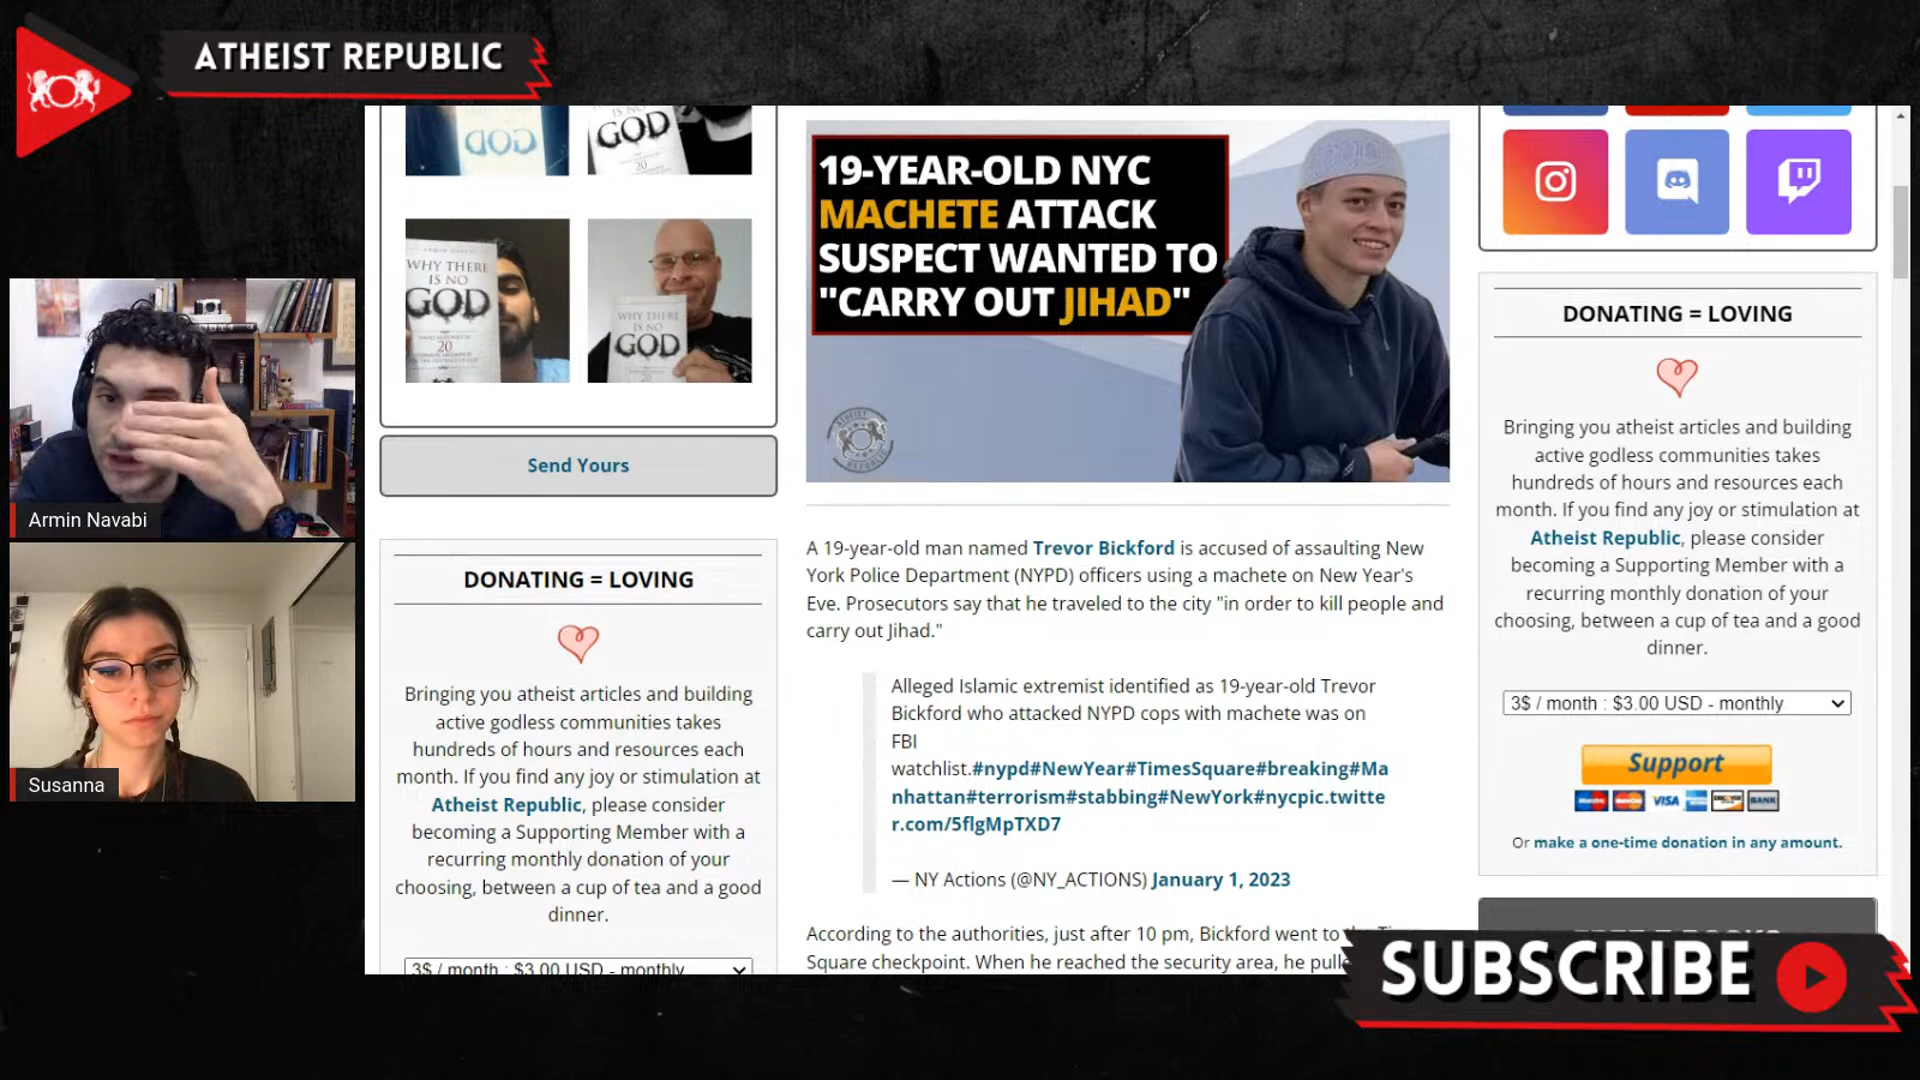 ATHEIST REPUBLIC
Armin Navabi
Susanna
GOD
GOD
20
WHY THERE
IS NO
GOD
20
WHY THERE
IS NO
GOD
Send Yours
DONATING = LOVING
Bringing you atheist articles and building
active godless communities takes
hundreds of hours and resources each
month. If you find any joy or stimulation at
Atheist Republic, please consider
becoming a Supporting Member with a
recurring monthly donation of your
choosing, between a cup of tea and a good
dinner.
3$ / month : $3.00 USD - monthly
19-YEAR-OLD NYC
MACHETE ATTACK
SUSPECT WANTED TO
"CARRY OUT JIHAD"
ATHEIST
REPUBLIC
A 19-year-old man named Trevor Bickford is accused of assaulting New
York Police Department (NYPD) officers using a machete on New Year's
Eve. Prosecutors say that he traveled to the city "in order to kill people and
carry out Jihad."
Alleged Islamic extremist identified as 19-year-old Trevor
Bickford who attacked NYPD cops with machete was on
FBI
watchlist.#nypd#NewYear#TimesSquare#breaking#Ma
nhattan#terrorism#stabbing#NewYork#nycpic.twitte
r.com/5flgMpTXD7
— NY Actions (@NY_ACTIONS) January 1, 2023
According to the authorities, just after 10 pm, Bickford went to
Square checkpoint. When he reached the security area, he pulle
DONATING = LOVING
Bringing you atheist articles and building
active godless communities takes
hundreds of hours and resources each
month. If you find any joy or stimulation at
Atheist Republic, please consider
becoming a Supporting Member with a
recurring monthly donation of your
choosing, between a cup of tea and a good
dinner.
3$ / month : $3.00 USD - monthly
Support
VISA
BANK
Or make a one-time donation in any amount.
SUBSCRIBE